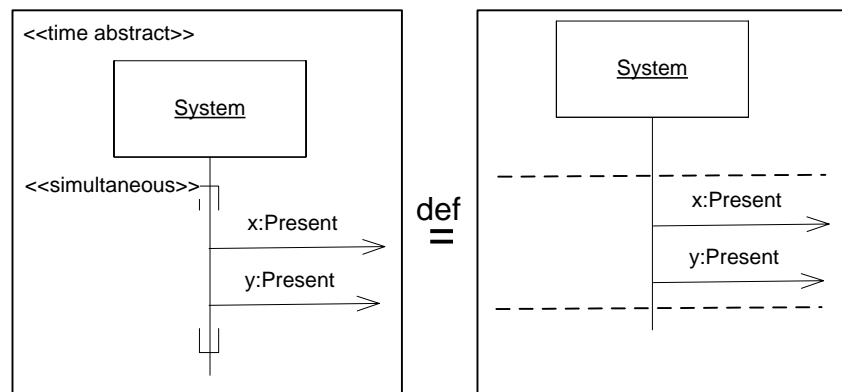 <<time abstract>>
System
<<simultaneous>>
x:Present
y:Present
def
=
System
x:Present
y:Present